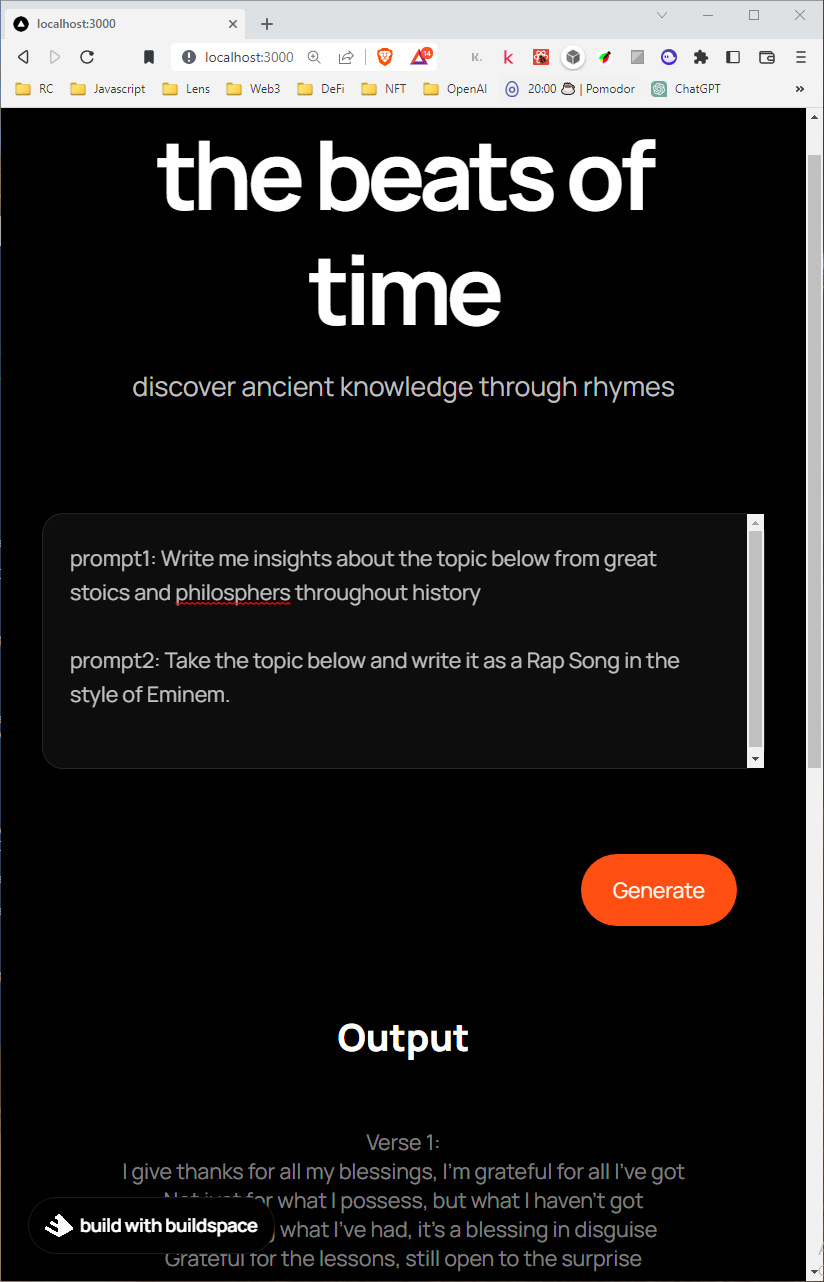 localhost:3000
localhost:3000
14
K.
k
RC
Javascript
Lens
Web3
DeFi
NFT
OpenAI
20:00
| Pomodor
ChatGPT
»
the beats of
time
discover ancient knowledge through rhymes
prompt1: Write me insights about the topic below from great
stoics and philosphers throughout history
prompt2: Take the topic below and write it as a Rap Song in the
style of Eminem.
Generate
Output
Verse 1:
I give thanks for all my blessings, I'm grateful for all I've got
for what I possess, but what I haven't got
what I've had, it's a blessing in disguise
Grateful for the lessons, still open to the surprise
build with buildspace